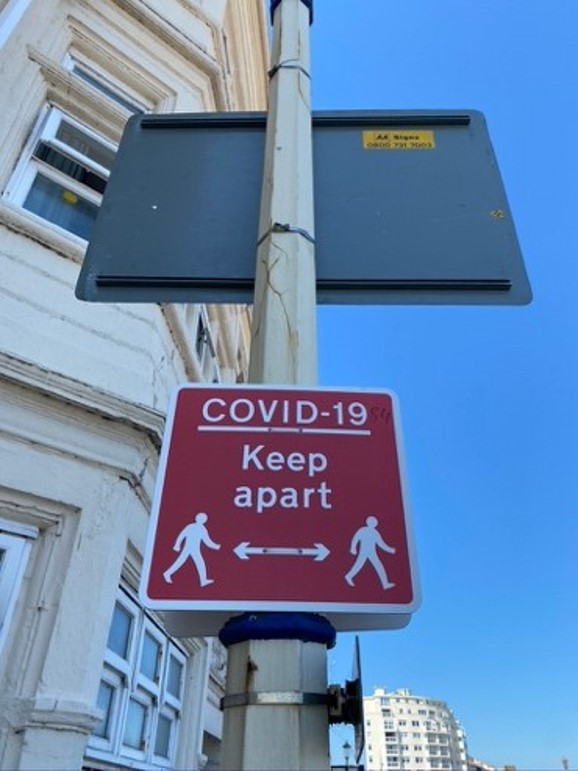 AA Signs
0800 731 7003
COVID-19
Keep
apart